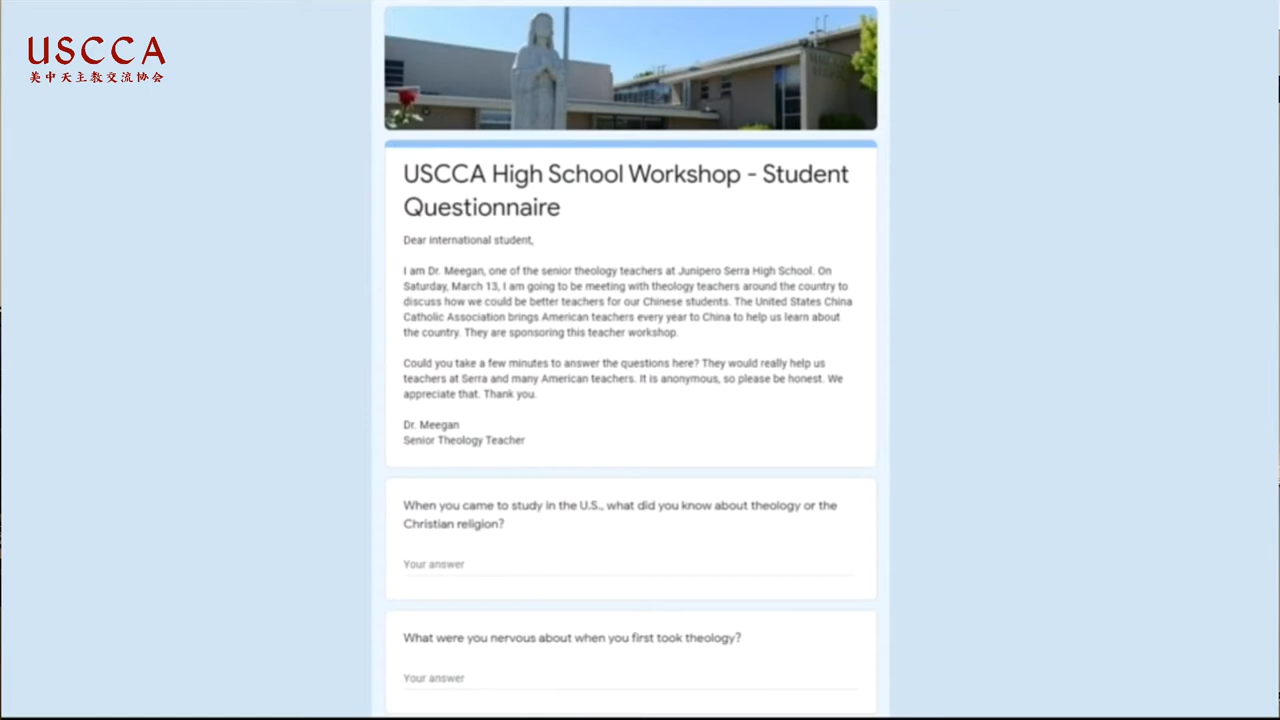 USCCA
美中天主教交流协会
USCCA High School Workshop - Student
Questionnaire
Dear international student,
I am Dr. Meegan, one of the senior theology teachers at Junipero Serra High School. On
Saturday, March 13, I am going to be meeting with theology teachers around the country to
discuss how we could be better teachers for our Chinese students. The United States China
Catholic Association brings American teachers every year to China to help us learn about
the country. They are sponsoring this teacher workshop.
Could you take a few minutes to answer the questions here? They would really help us
teachers at Serra and many American teachers. It is anonymous, so please be honest. We
appreciate that. Thank you.
Dr. Meegan
Senior Theology Teacher
When you came to study in the U.S., what did you know about theology or the
Christian religion?
Your answer
What were you nervous about when you first took theology?
Your answer